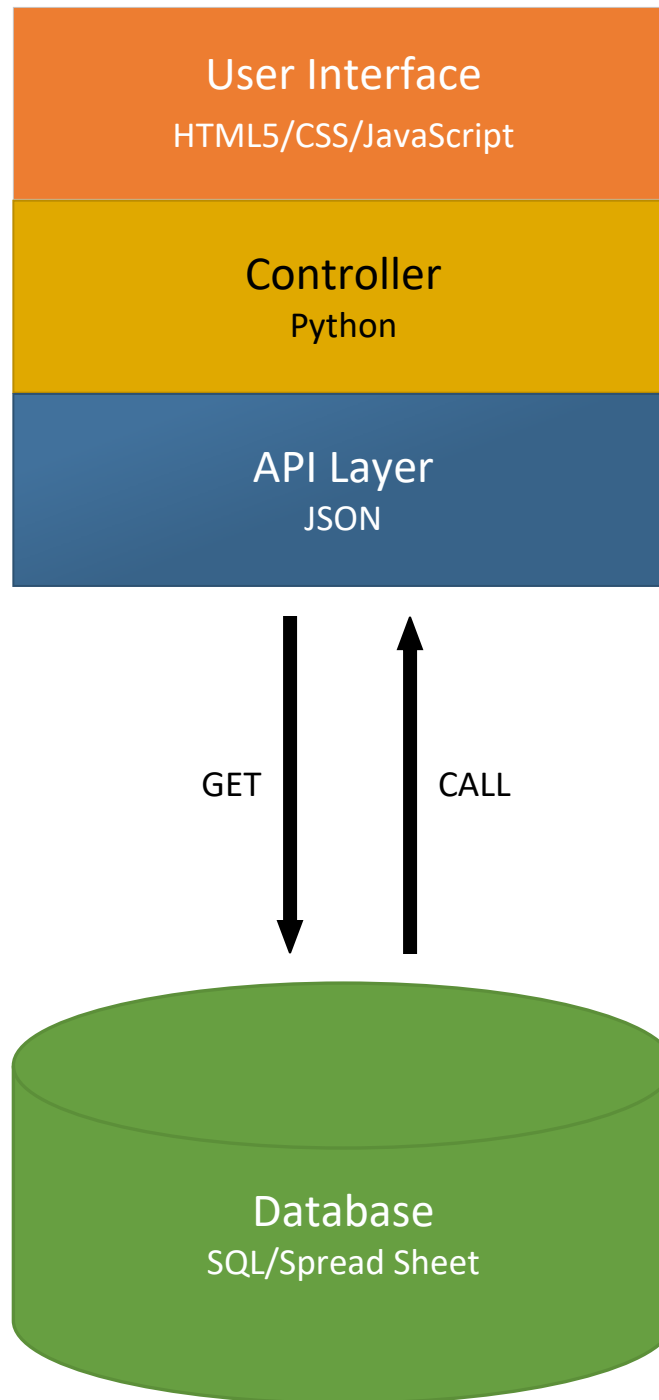 User Interface
HTML5/CSS/JavaScript
Controller
Python
API Layer
JSON
GET
CALL
Database
SQL/Spread Sheet